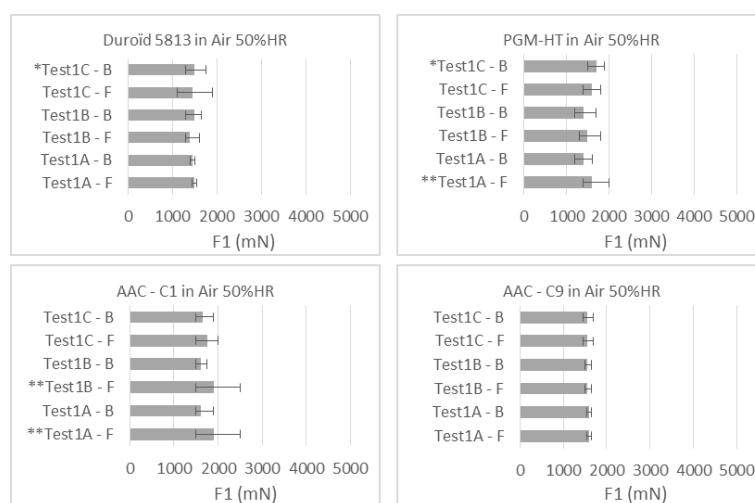 Duroïd 5813 in Air 50%HR
*Test1C - B
Test1C - F
Test1B - B
Test1B - F
Test1A - B
Test1A - F
0 1000 2000 3000 4000 5000
F1 (mN)
PGM-HT in Air 50%HR
*Test1C - B
Test1C - F
Test1B - B
Test1B - F
Test1A - B
**Test1A - F
0 1000 2000 3000 4000 5000
F1 (mN)
AAC - C1 in Air 50%HR
Test1C - B
Test1C - F
Test1B - B
**Test1B - F
Test1A - B
**Test1A - F
0 1000 2000 3000 4000 5000
F1 (mN)
AAC - C9 in Air 50%HR
Test1C - B
Test1C - F
Test1B - B
Test1B - F
Test1A - B
Test1A - F
0 1000 2000 3000 4000 5000
F1 (mN)